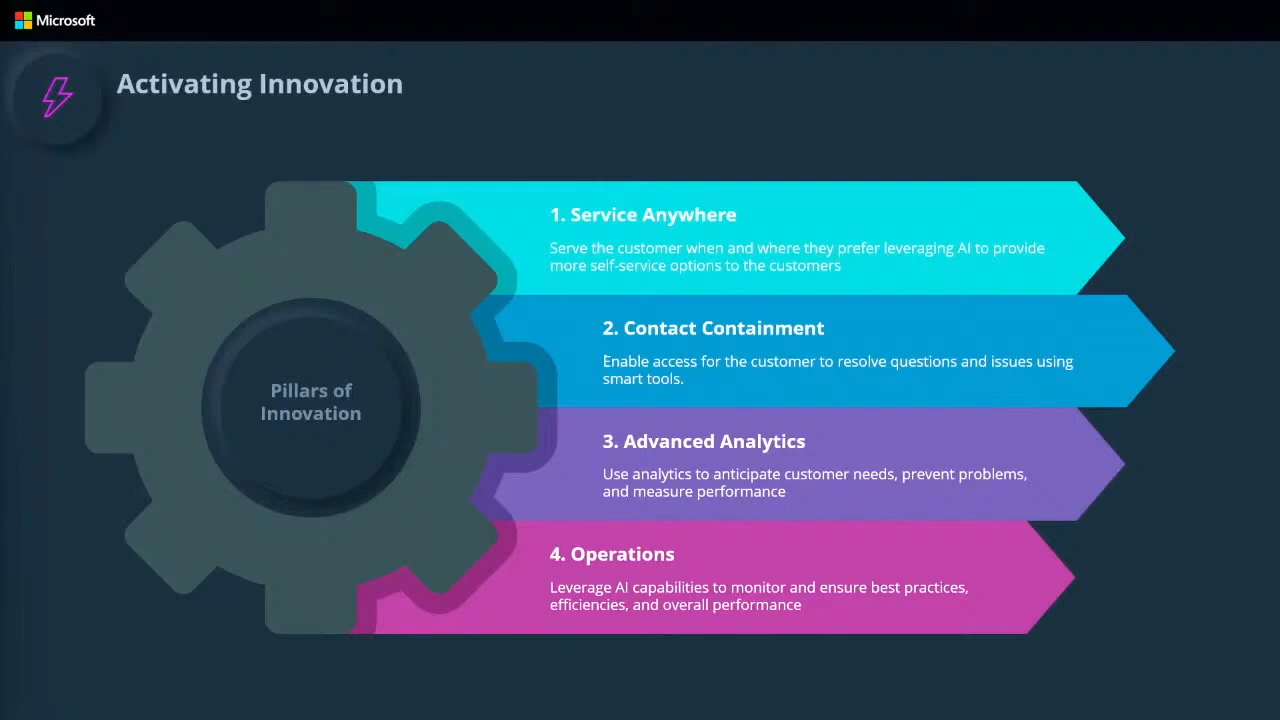 Microsoft
Activating Innovation
Pillars of
Innovation
1. Service Anywhere
Serve the customer when and where they prefer leveraging AI to provide
more self-service options to the customers
2. Contact Containment
Enable access for the customer to resolve questions and issues using
smart tools.
3. Advanced Analytics
Use analytics to anticipate customer needs, prevent problems,
and measure performance
4. Operations
Leverage AI capabilities to monitor and ensure best practices,
efficiencies, and overall performance